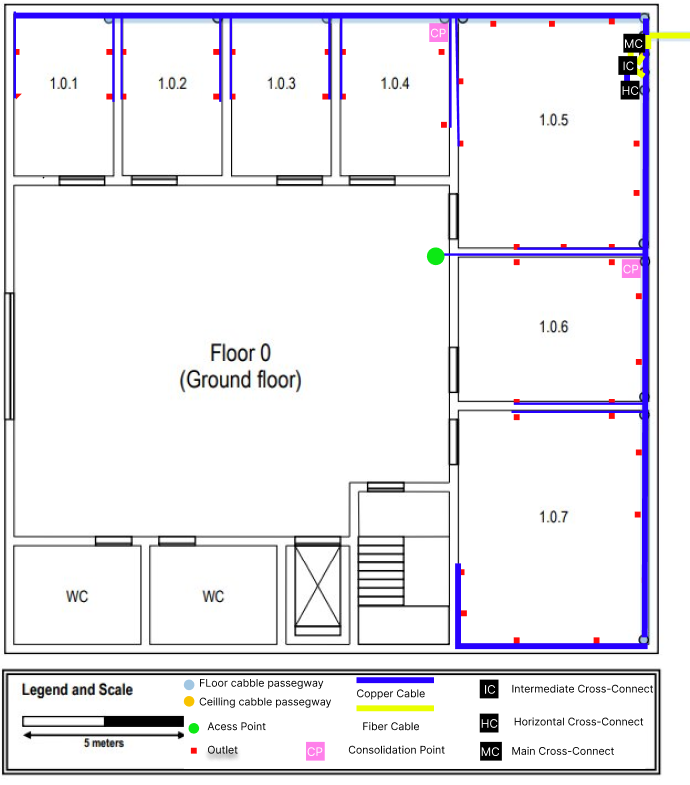 CP
MC
IC
HC
1.0.1
1.0.2
1.0.3
1.0.4
1.0.5
CP
1.0.6
Floor 0
(Ground floor)
1.0.7
WC
WC
Legend and Scale
5 meters
FLoor cabble passegway
Ceilling cabble passegway
Acess Point
Outlet
Copper Cable
Fiber Cable
CP
Consolidation Point
IC
Intermediate Cross-Connect
HC
Horizontal Cross-Connect
MC
Main Cross-Connect